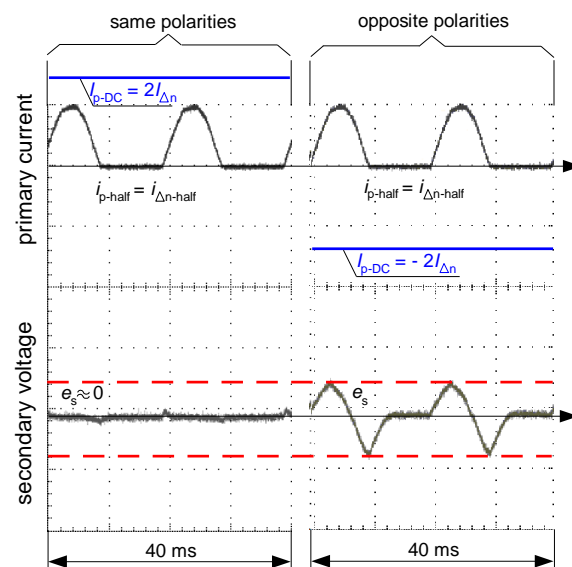 same polarities
opposite polarities
primary current
I_p-DC = 2I_Δn
i_p-half = i_Δn-half
i_p-half = i_Δn-half
I_p-DC = - 2I_Δn
secondary voltage
e_s ≈ 0
e_s
40 ms
40 ms